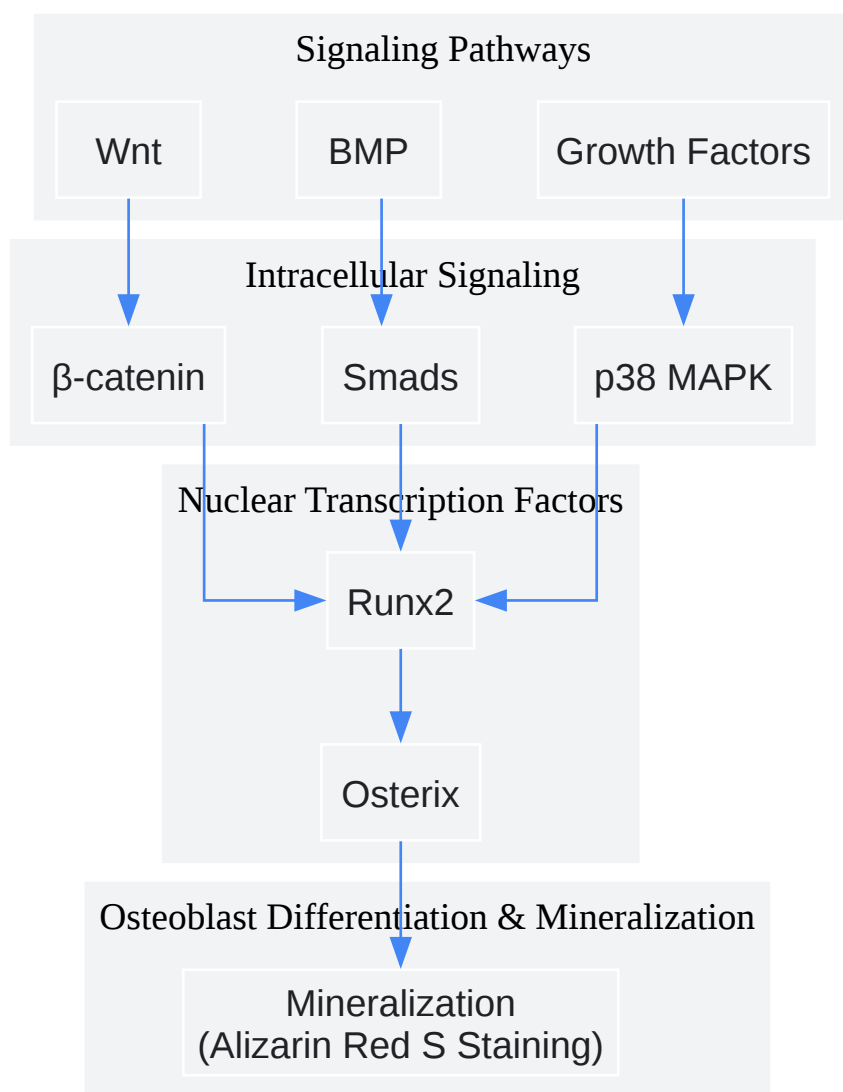 Signaling Pathways
Wnt
BMP
Growth Factors
Intracellular Signaling
β-catenin
Smads
p38 MAPK
Nuclear Transcription Factors
Runx2
Osterix
Osteoblast Differentiation & Mineralization
Mineralization
(Alizarin Red S Staining)